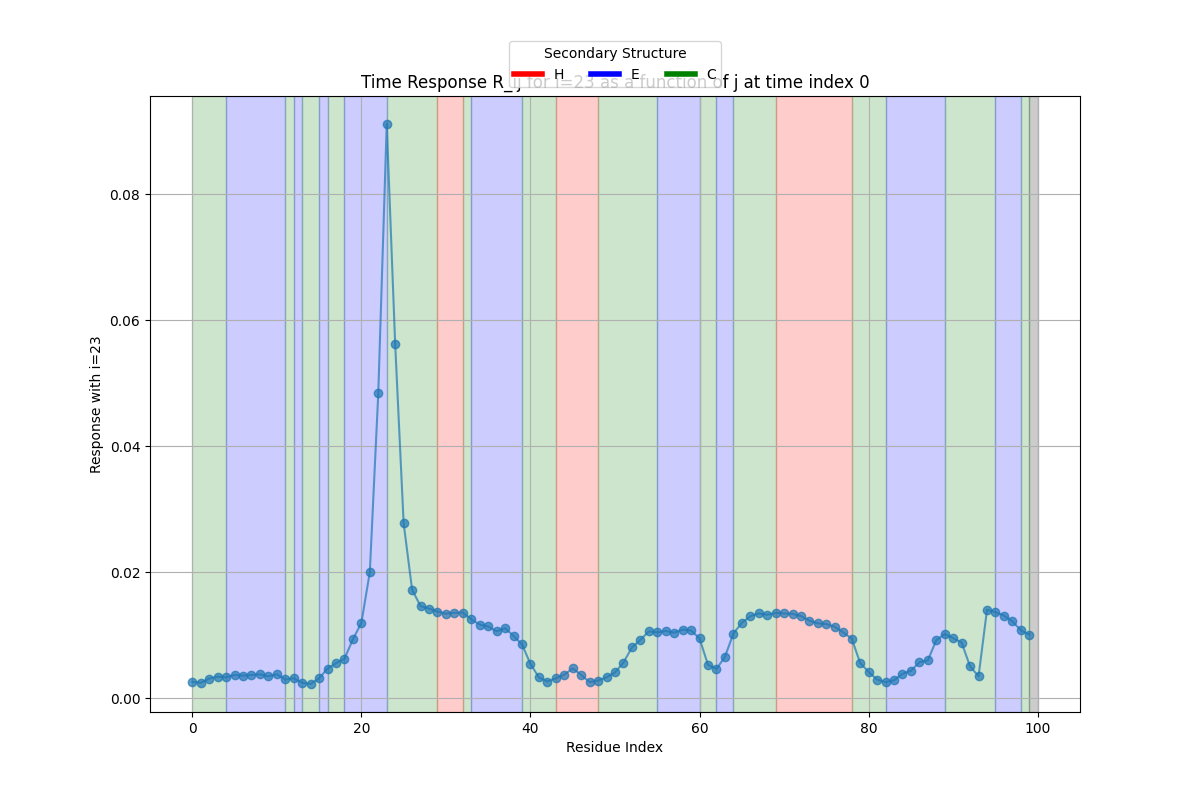 Secondary Structure
H E C
Time Response R_ij for i=23 as a function of j at time index 0
Response with i=23
0.08
0.06
0.04
0.02
0.00
0 20 40 60 80 100
Residue Index